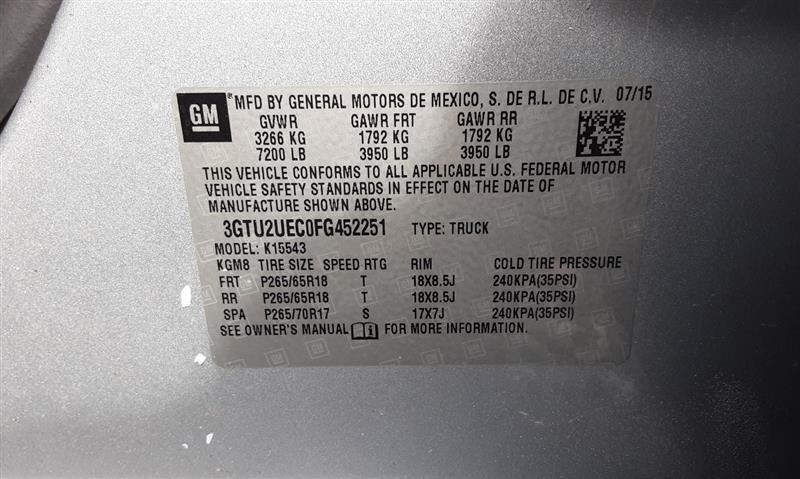 GM MFD BY GENERAL MOTORS DE MEXICO, S. DE R.L. DE C.V. 07/15
GVWR GAWR FRT GAWR RR
3266 KG 1792 KG 1792 KG
7200 LB 3950 LB 3950 LB
THIS VEHICLE CONFORMS TO ALL APPLICABLE U.S. FEDERAL MOTOR
VEHICLE SAFETY STANDARDS IN EFFECT ON THE DATE OF
MANUFACTURE SHOWN ABOVE.
3GTU2UEC0FG452251 TYPE: TRUCK
MODEL: K15543
KGM8 TIRE SIZE SPEED RTG RIM COLD TIRE PRESSURE
FRT P265/65R18 T 18X8.5J 240KPA(35PSI)
RR P265/65R18 T 18X8.5J 240KPA(35PSI)
SPA P265/70R17 S 17X7J 240KPA(35PSI)
SEE OWNER'S MANUAL FOR MORE INFORMATION.